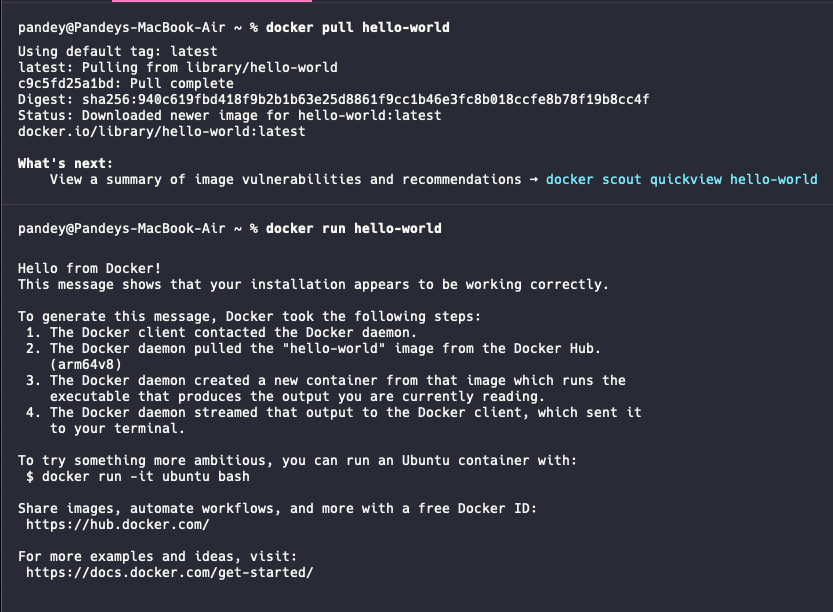 pandey@Pandeys-MacBook-Air ~ % docker pull hello-world
Using default tag: latest
latest: Pulling from library/hello-world
c9c5fd25a1bd: Pull complete
Digest: sha256:940c619fbd418f9b2b1b63e25d8861f9cc1b46e3fc8b018ccfe8b78f19b8cc4f
Status: Downloaded newer image for hello-world:latest
docker.io/library/hello-world:latest
What's next:
    View a summary of image vulnerabilities and recommendations → docker scout quickview hello-world
pandey@Pandeys-MacBook-Air ~ % docker run hello-world
Hello from Docker!
This message shows that your installation appears to be working correctly.
To generate this message, Docker took the following steps:
 1. The Docker client contacted the Docker daemon.
 2. The Docker daemon pulled the "hello-world" image from the Docker Hub.
    (arm64v8)
 3. The Docker daemon created a new container from that image which runs the
    executable that produces the output you are currently reading.
 4. The Docker daemon streamed that output to the Docker client, which sent it
    to your terminal.
To try something more ambitious, you can run an Ubuntu container with:
 $ docker run -it ubuntu bash
Share images, automate workflows, and more with a free Docker ID:
 https://hub.docker.com/
For more examples and ideas, visit:
 https://docs.docker.com/get-started/